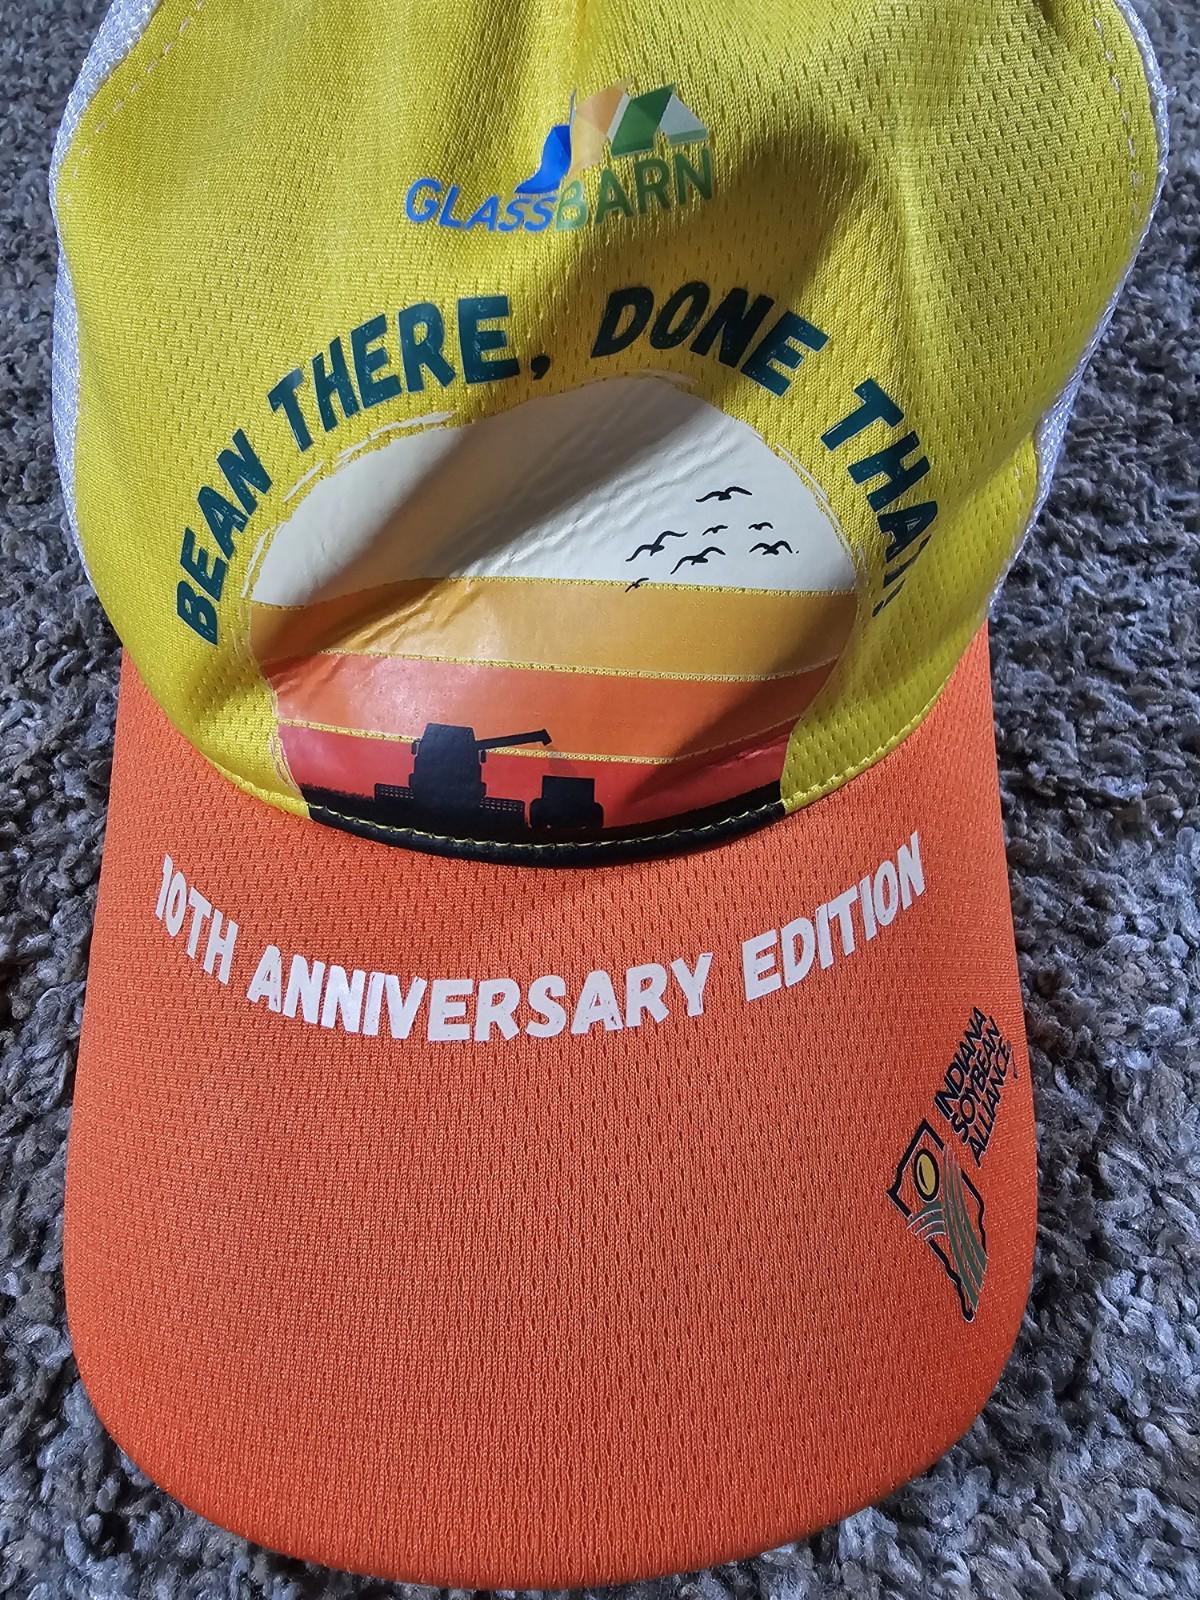 GLASSBARN
BEAN THERE, DONE THAT!
10TH ANNIVERSARY EDITION
INDIANA
SOYBEAN
ALLIANCE